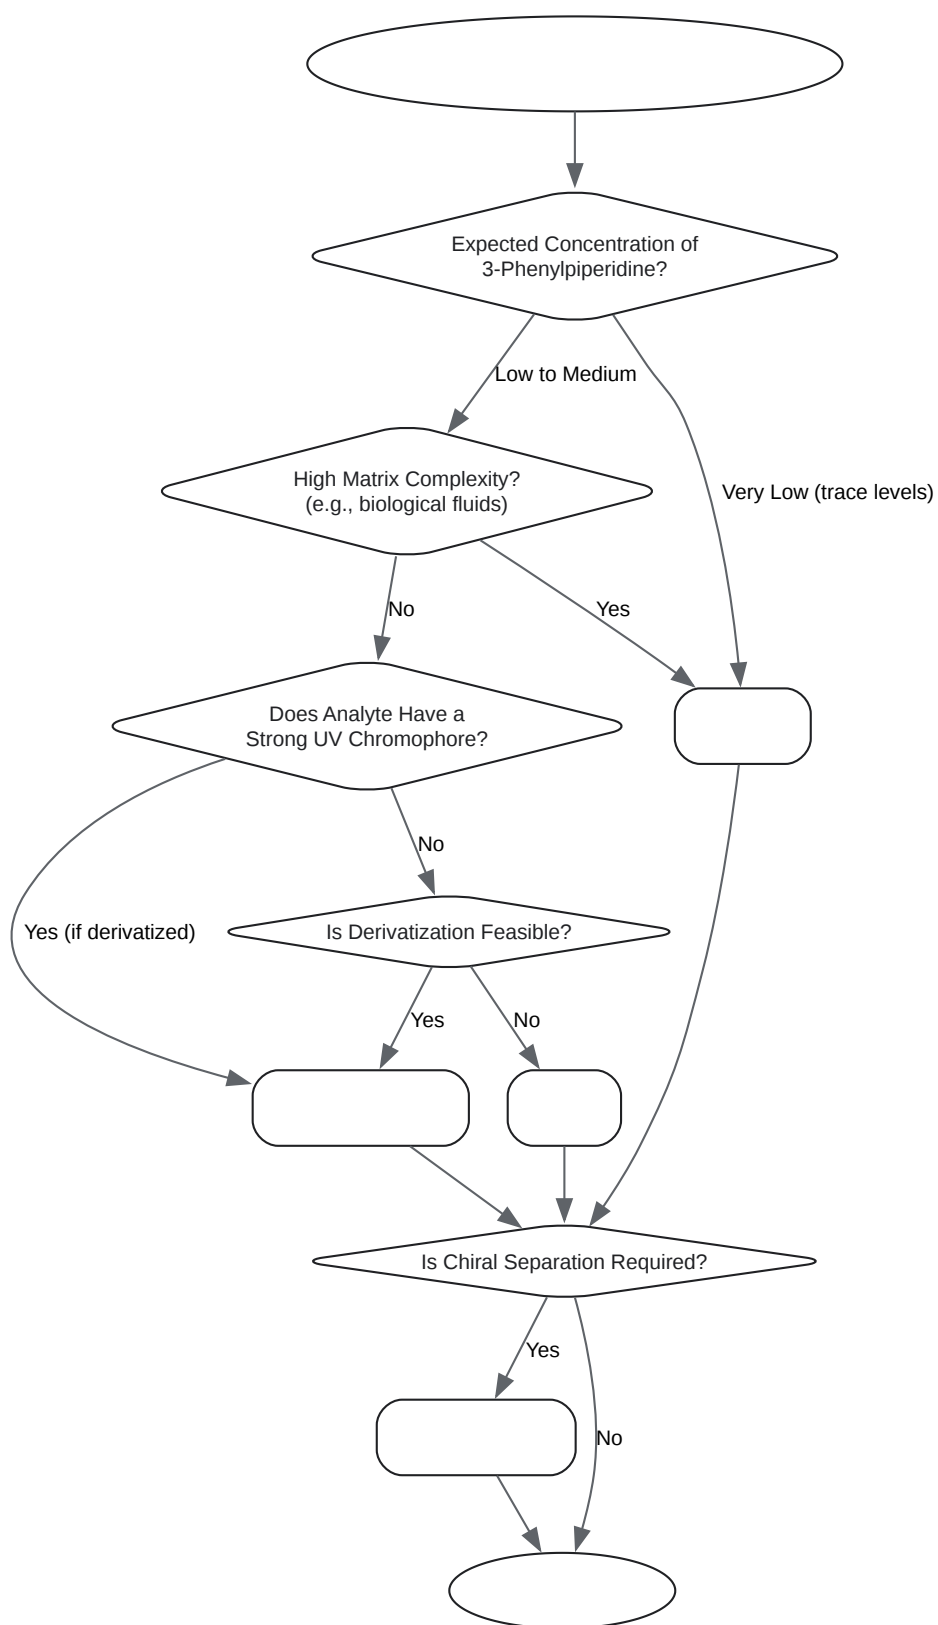 Expected Concentration of
3-Phenylpiperidine?
Low to Medium
High Matrix Complexity?
(e.g., biological fluids)
Very Low (trace levels)
No
Yes
Does Analyte Have a
Strong UV Chromophore?
No
Yes (if derivatized)
Is Derivatization Feasible?
Yes
No
Is Chiral Separation Required?
Yes
No